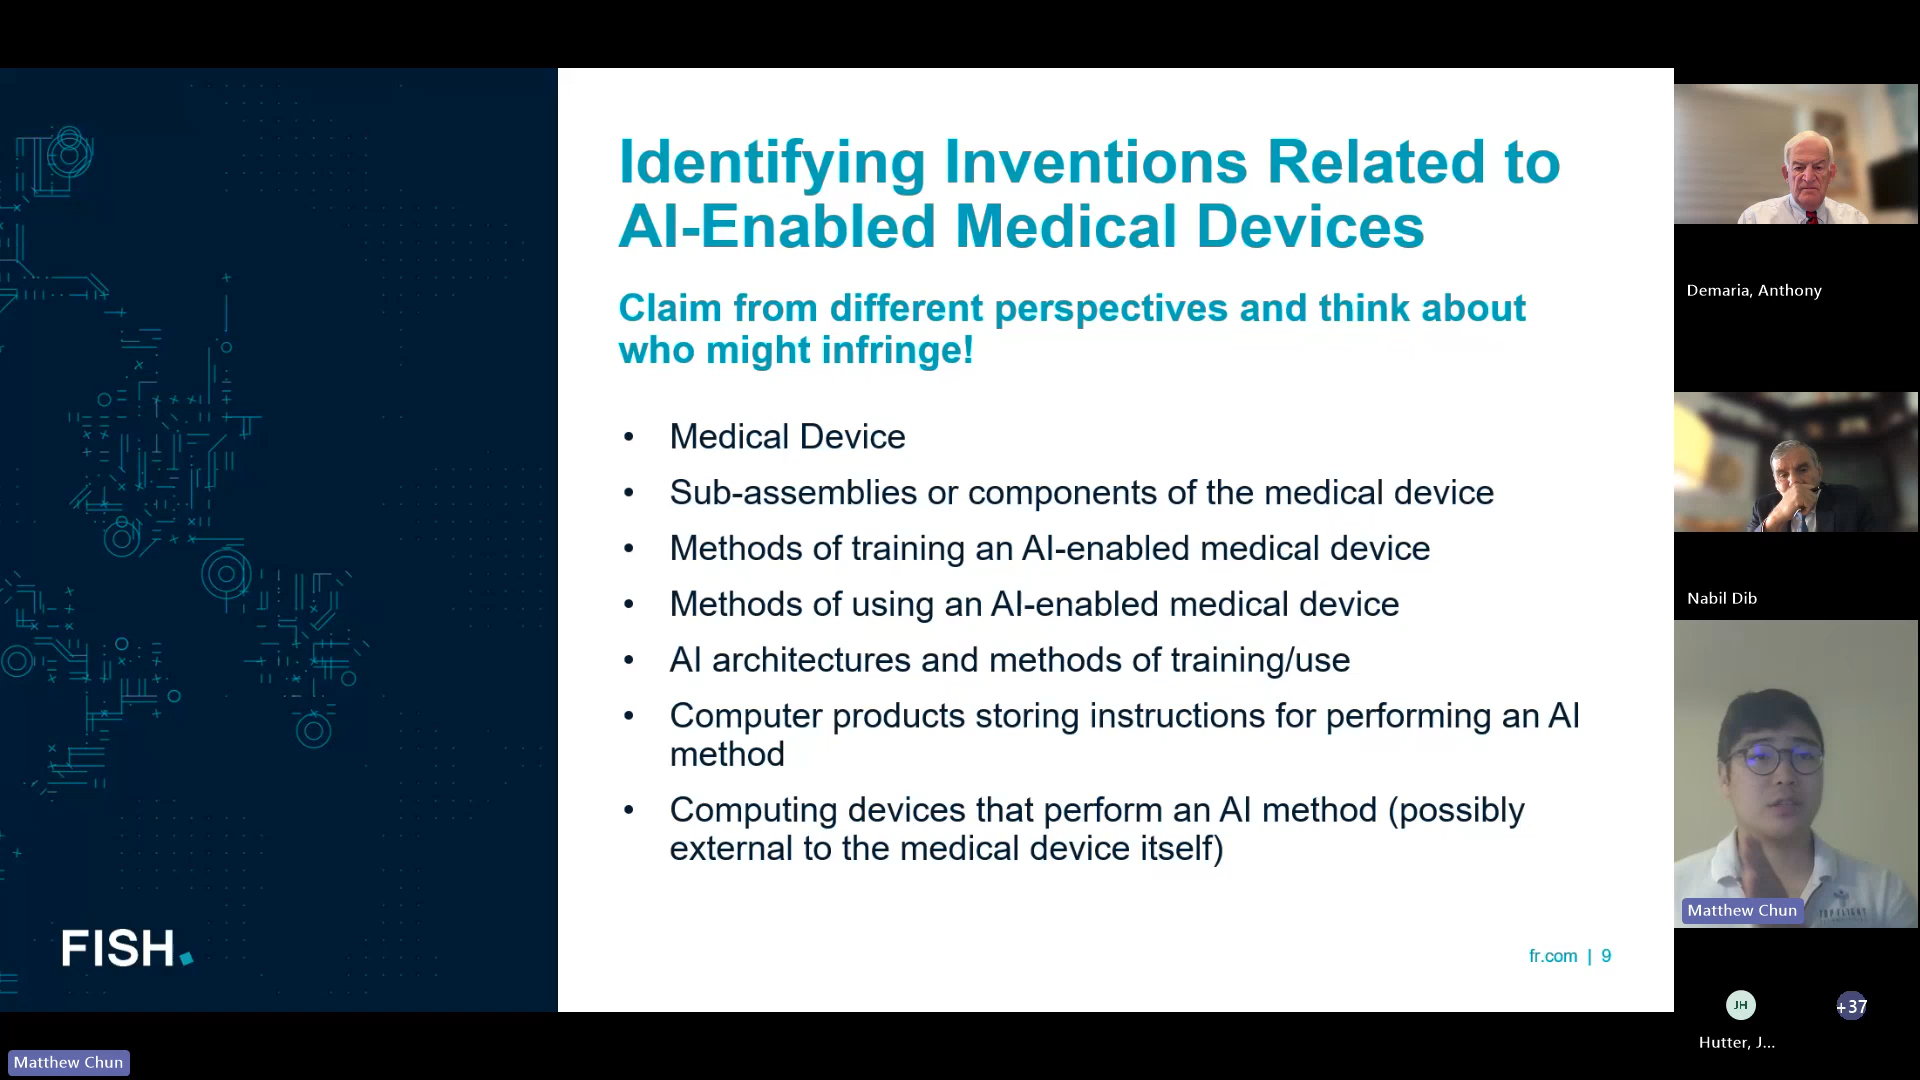 Identifying Inventions Related to
AI-Enabled Medical Devices
Claim from different perspectives and think about
who might infringe!
• Medical Device
• Sub-assemblies or components of the medical device
• Methods of training an AI-enabled medical device
• Methods of using an AI-enabled medical device
• AI architectures and methods of training/use
• Computer products storing instructions for performing an AI
method
• Computing devices that perform an AI method (possibly
external to the medical device itself)
FISH.
fr.com | 9
Demaria, Anthony
Nabil Dib
TOP FLIGHT
Matthew Chun
JH
+37
Hutter, J...
Matthew Chun